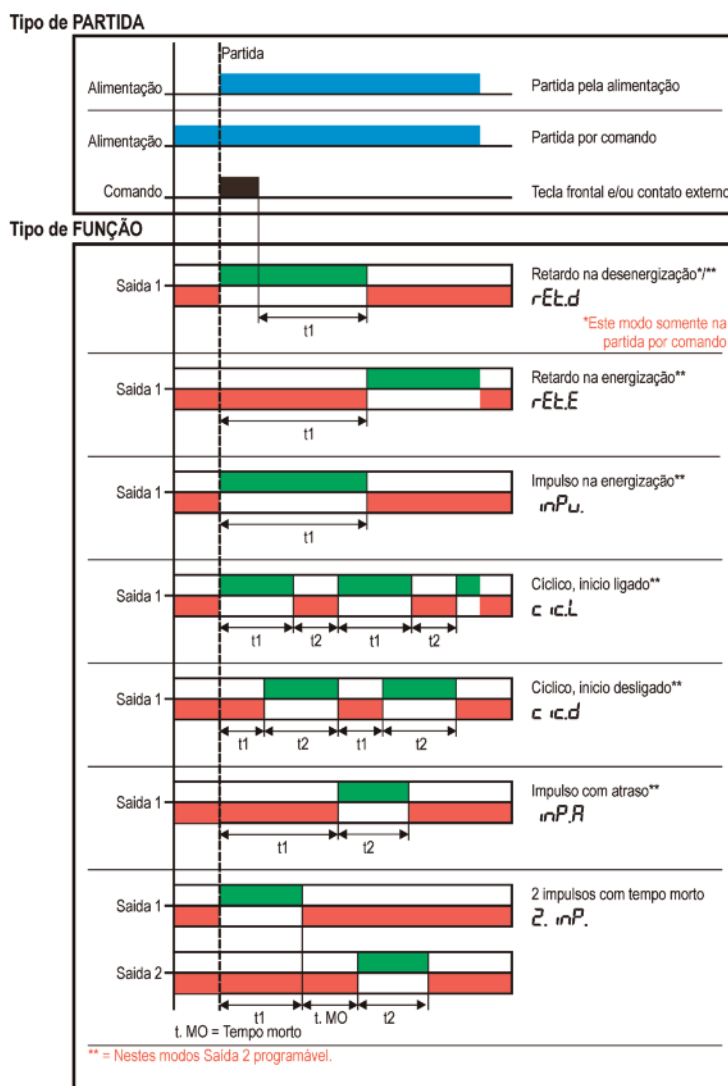 Tipo de PARTIDA
Partida
Alimentação
Partida pela alimentação
Alimentação
Partida por comando
Comando
Tecla frontal e/ou contato externo
Tipo de FUNÇÃO
Saida 1
Retardo na desenergização*/**
rEt.d
*Este modo somente na
partida por comando
t1
Saida 1
Retardo na energização**
rEt.E
t1
Saida 1
Impulso na energização**
inPu.
t1
Saida 1
Cíclico, inicio ligado**
c ic.L
t1 t2 t1 t2
Saida 1
Cíclico, inicio desligado**
c ic.d
t1 t2 t1 t2
Saida 1
Impulso com atraso**
inP.A
t1 t2
Saida 1
2 impulsos com tempo morto
2. inP.
Saida 2
t1 t. MO t2
t. MO = Tempo morto
** = Nestes modos Saída 2 programável.